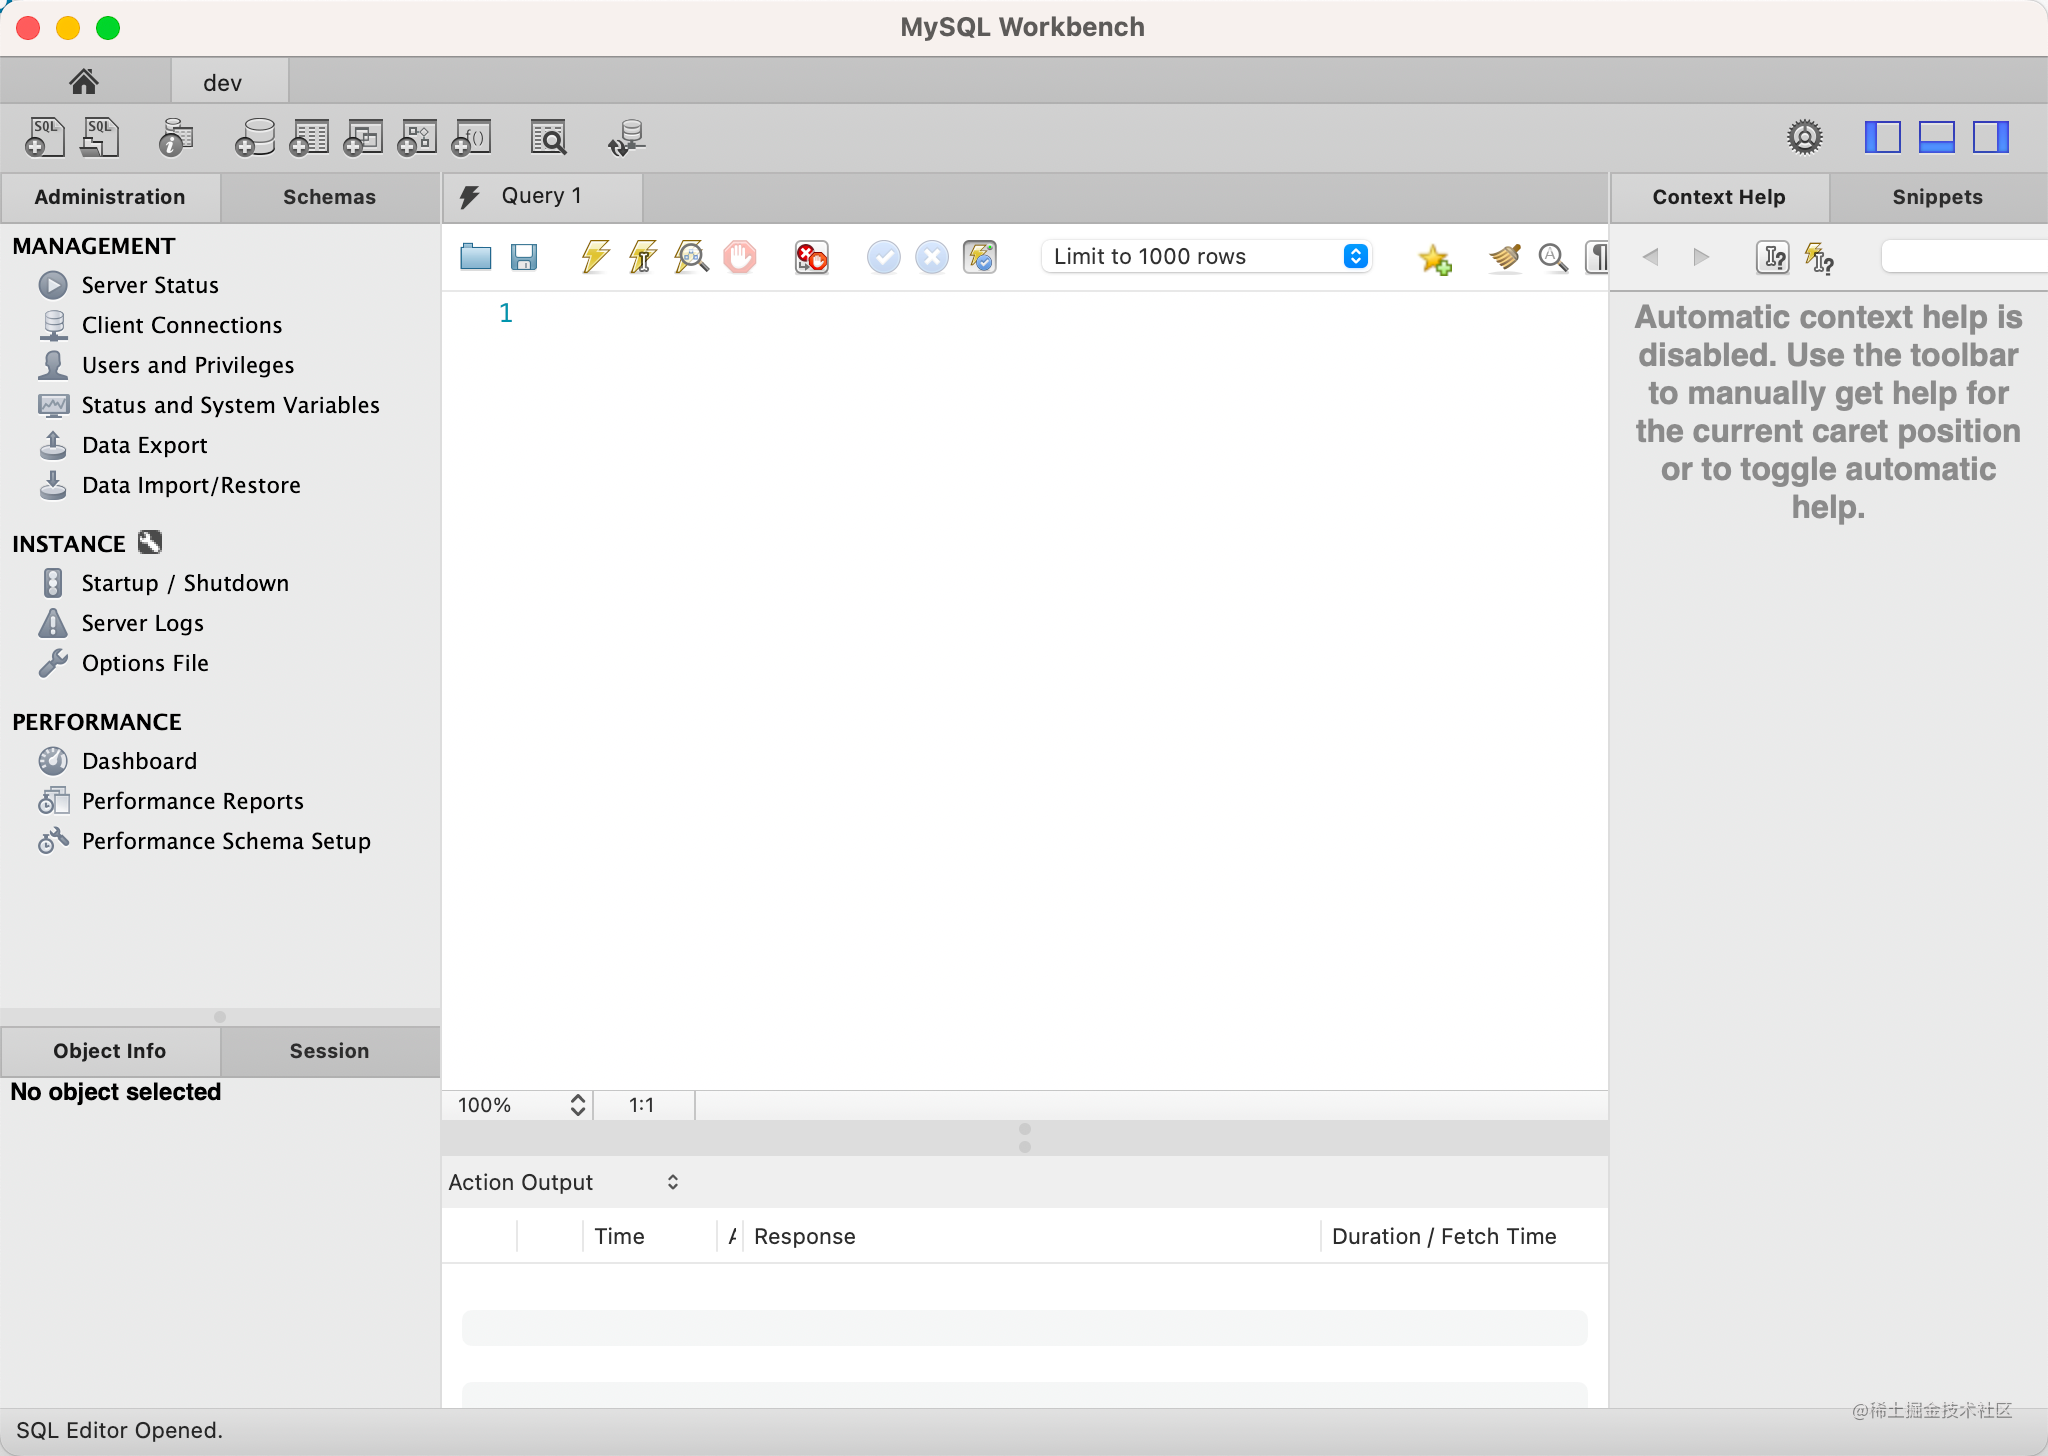 MySQL Workbench
dev
SQL SQL f()
Administration Schemas
Query 1
Context Help Snippets
MANAGEMENT
Server Status
Client Connections
Users and Privileges
Status and System Variables
Data Export
Data Import/Restore
INSTANCE
Startup / Shutdown
Server Logs
Options File
PERFORMANCE
Dashboard
Performance Reports
Performance Schema Setup
Object Info Session
No object selected
Limit to 1000 rows
1
100% 1:1
Action Output
Time A Response Duration / Fetch Time
Automatic context help is
disabled. Use the toolbar
to manually get help for
the current caret position
or to toggle automatic
help.
@稀土掘金技术社区
SQL Editor Opened.